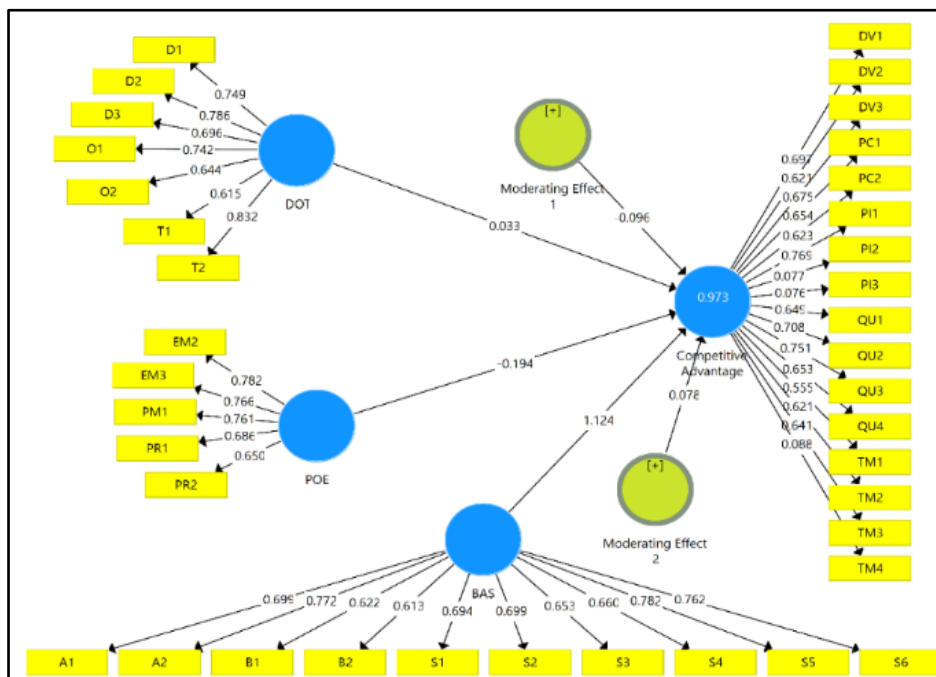 D1
D2
D3
O1
O2
T1
T2
0.749
0.786
0.696
0.742
0.644
0.615
0.832
DOT
[+]
Moderating Effect
1
-0.096
0.033
EM2
EM3
PM1
PR1
PR2
0.782
0.766
0.761
0.686
0.650
POE
-0.194
0.973
Competitive
Advantage
1.124
0.078
[+]
Moderating Effect
2
BAS
0.699
0.772
0.622
0.613
0.694
0.699
0.653
0.660
0.782
0.762
A1
A2
B1
B2
S1
S2
S3
S4
S5
S6
0.621
0.675
0.654
0.623
0.769
0.077
0.076
0.649
0.708
0.751
0.653
0.555
0.621
0.641
0.088
DV1
DV2
DV3
PC1
PC2
PI1
PI2
PI3
QU1
QU2
QU3
QU4
TM1
TM2
TM3
TM4